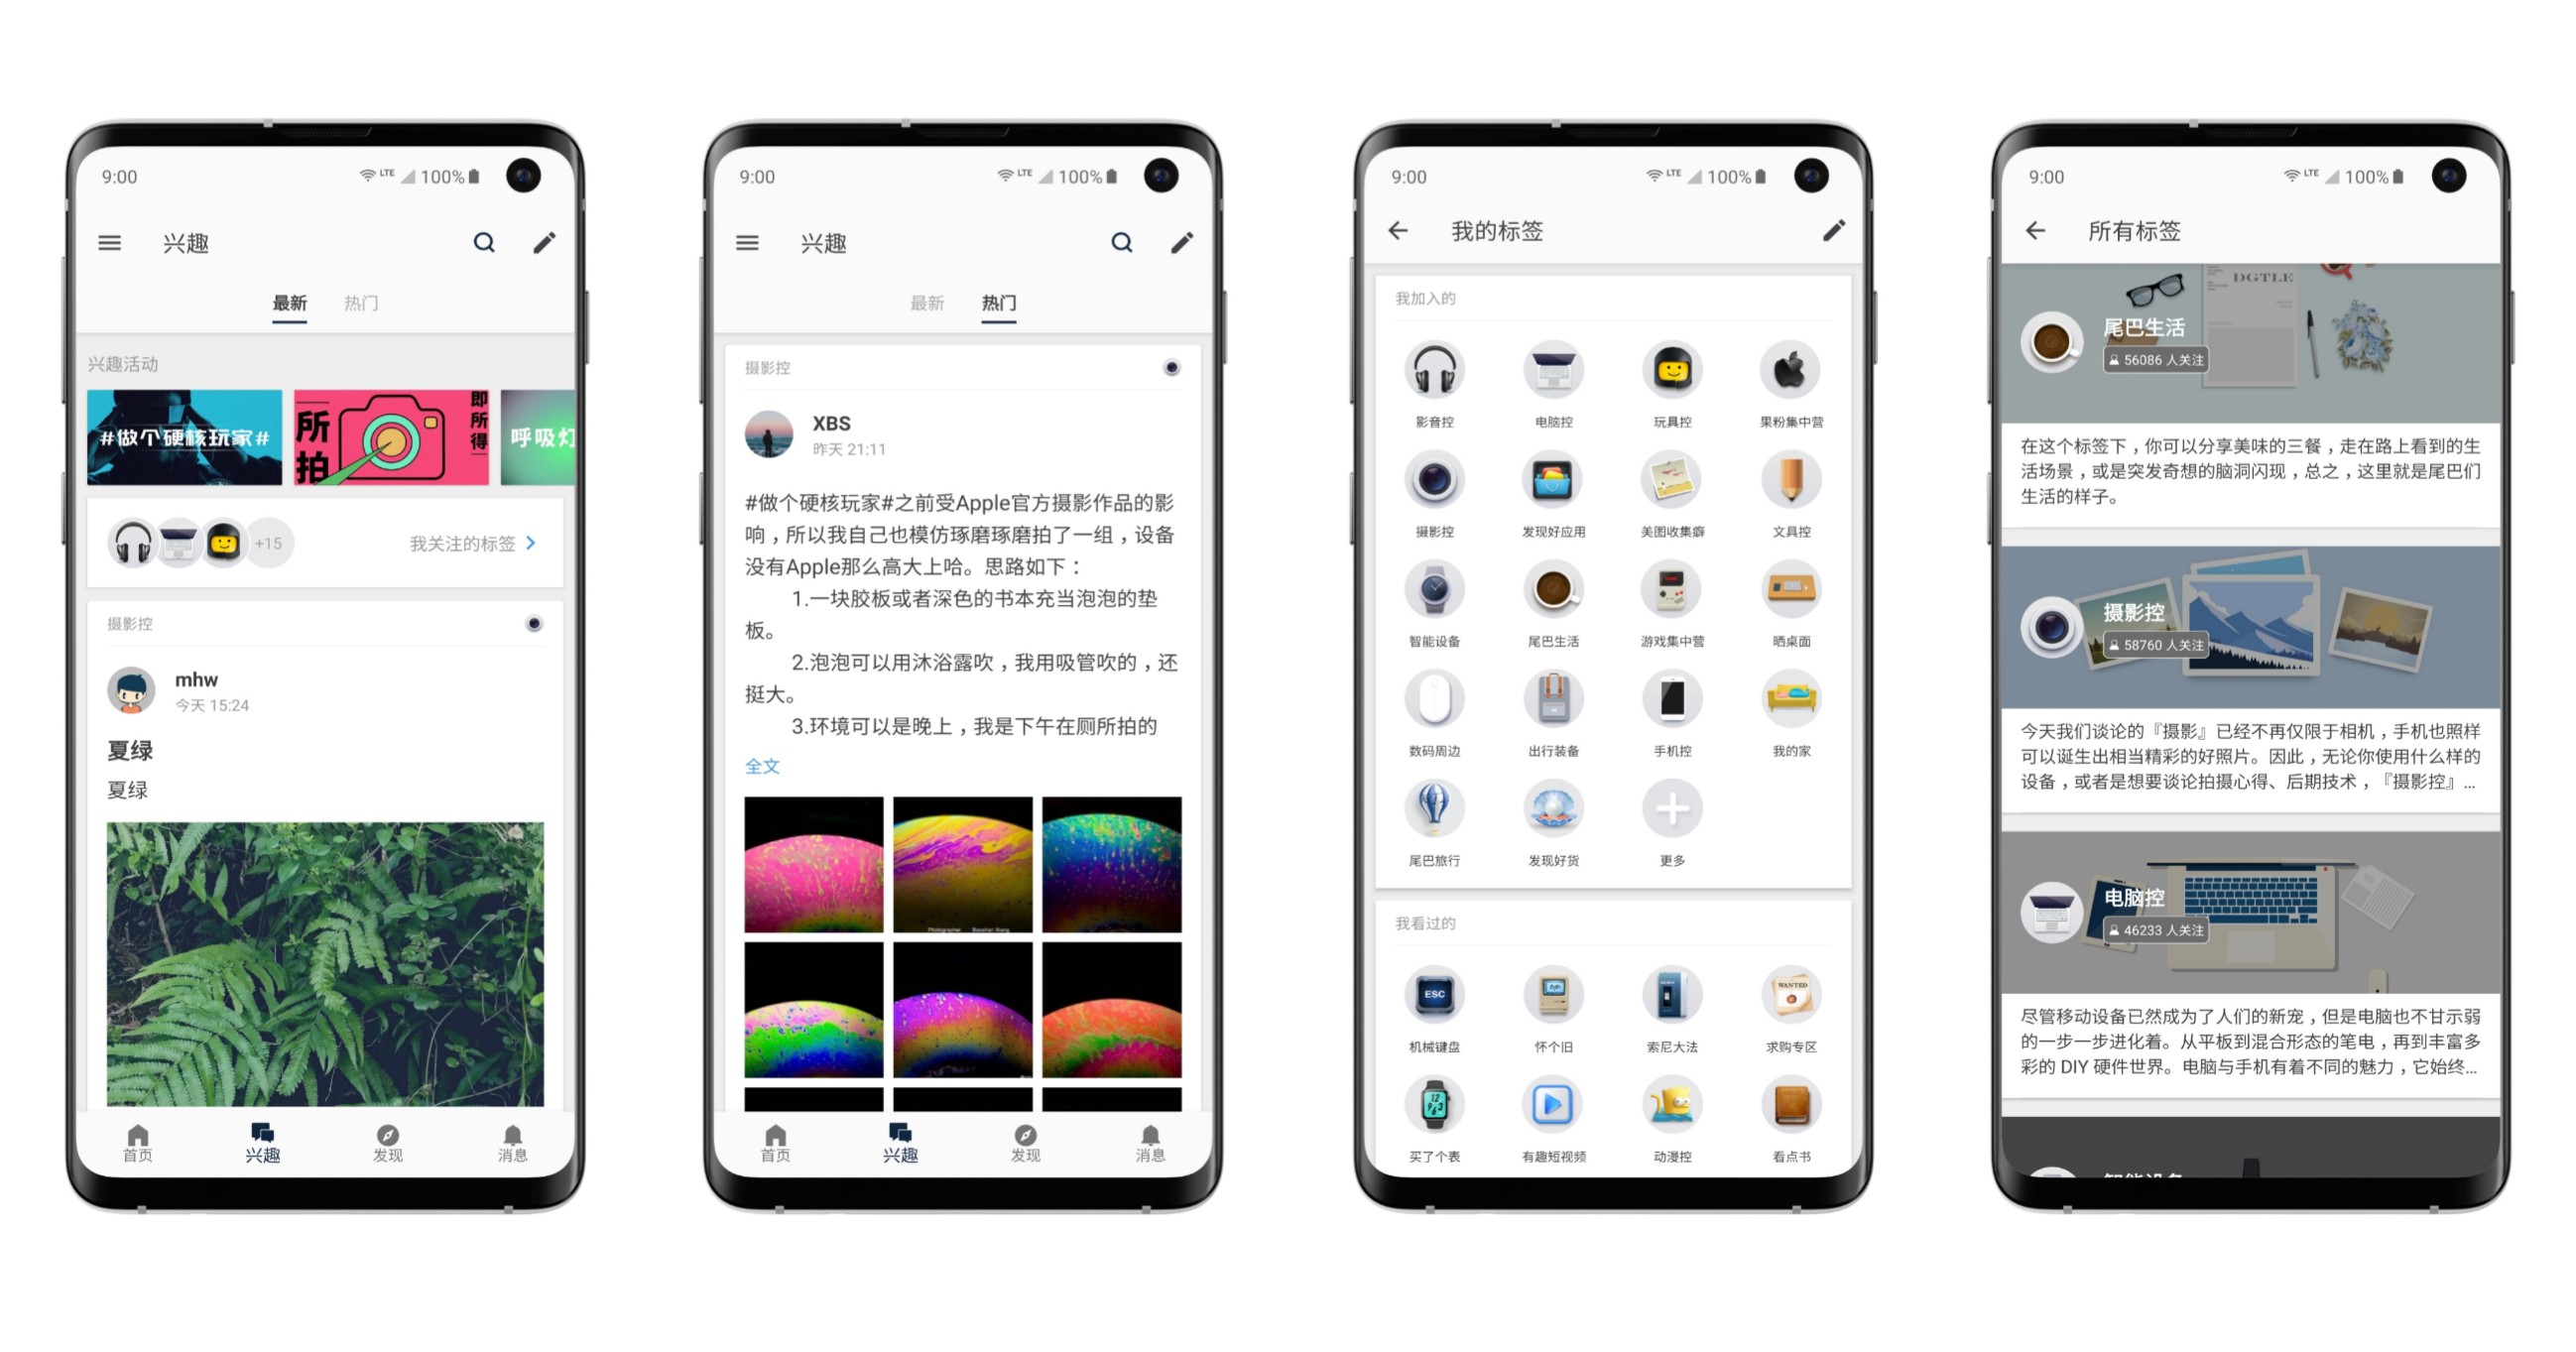 9:00
LTE
100%
兴趣
最新
热门
兴趣活动
#做个硬核玩家#
所拍
即所得
呼吸灯
+15
我关注的标签
摄影控
mhw
今天 15:24
夏绿
夏绿
首页
兴趣
发现
消息
9:00
LTE
100%
兴趣
最新
热门
摄影控
XBS
昨天 21:11
#做个硬核玩家#之前受Apple官方摄影作品的影
响，所以我自己也模仿琢磨琢磨拍了一组，设备
没有Apple那么高大上哈。思路如下：
1.一块胶板或者深色的书本充当泡泡的垫
板。
2.泡泡可以用沐浴露吹，我用吸管吹的，还
挺大。
3.环境可以是晚上，我是下午在厕所拍的
全文
首页
兴趣
发现
消息
9:00
LTE
100%
我的标签
我加入的
影音控
电脑控
玩具控
果粉集中营
摄影控
发现好应用
美图收集癖
文具控
智能设备
尾巴生活
游戏集中营
晒桌面
数码周边
出行装备
手机控
我的家
尾巴旅行
发现好货
更多
我看过的
ESC
WANTED
机械键盘
怀个旧
索尼大法
求购专区
买了个表
有趣短视频
动漫控
看点书
9:00
LTE
100%
所有标签
DGTLE
尾巴生活
56086 人关注
在这个标签下，你可以分享美味的三餐，走在路上看到的生
活场景，或是突发奇想的脑洞闪现，总之，这里就是尾巴们
生活的样子。
摄影控
58760 人关注
今天我们谈论的『摄影』已经不再仅限于相机，手机也照样
可以诞生出相当精彩的好照片。因此，无论你使用什么样的
设备，或者是想要谈论拍摄心得、后期技术，『摄影控』...
电脑控
46233 人关注
尽管移动设备已然成为了人们的新宠，但是电脑也不甘示弱
的一步一步进化着。从平板到混合形态的笔电，再到丰富多
彩的 DIY 硬件世界。电脑与手机有着不同的魅力，它始终...